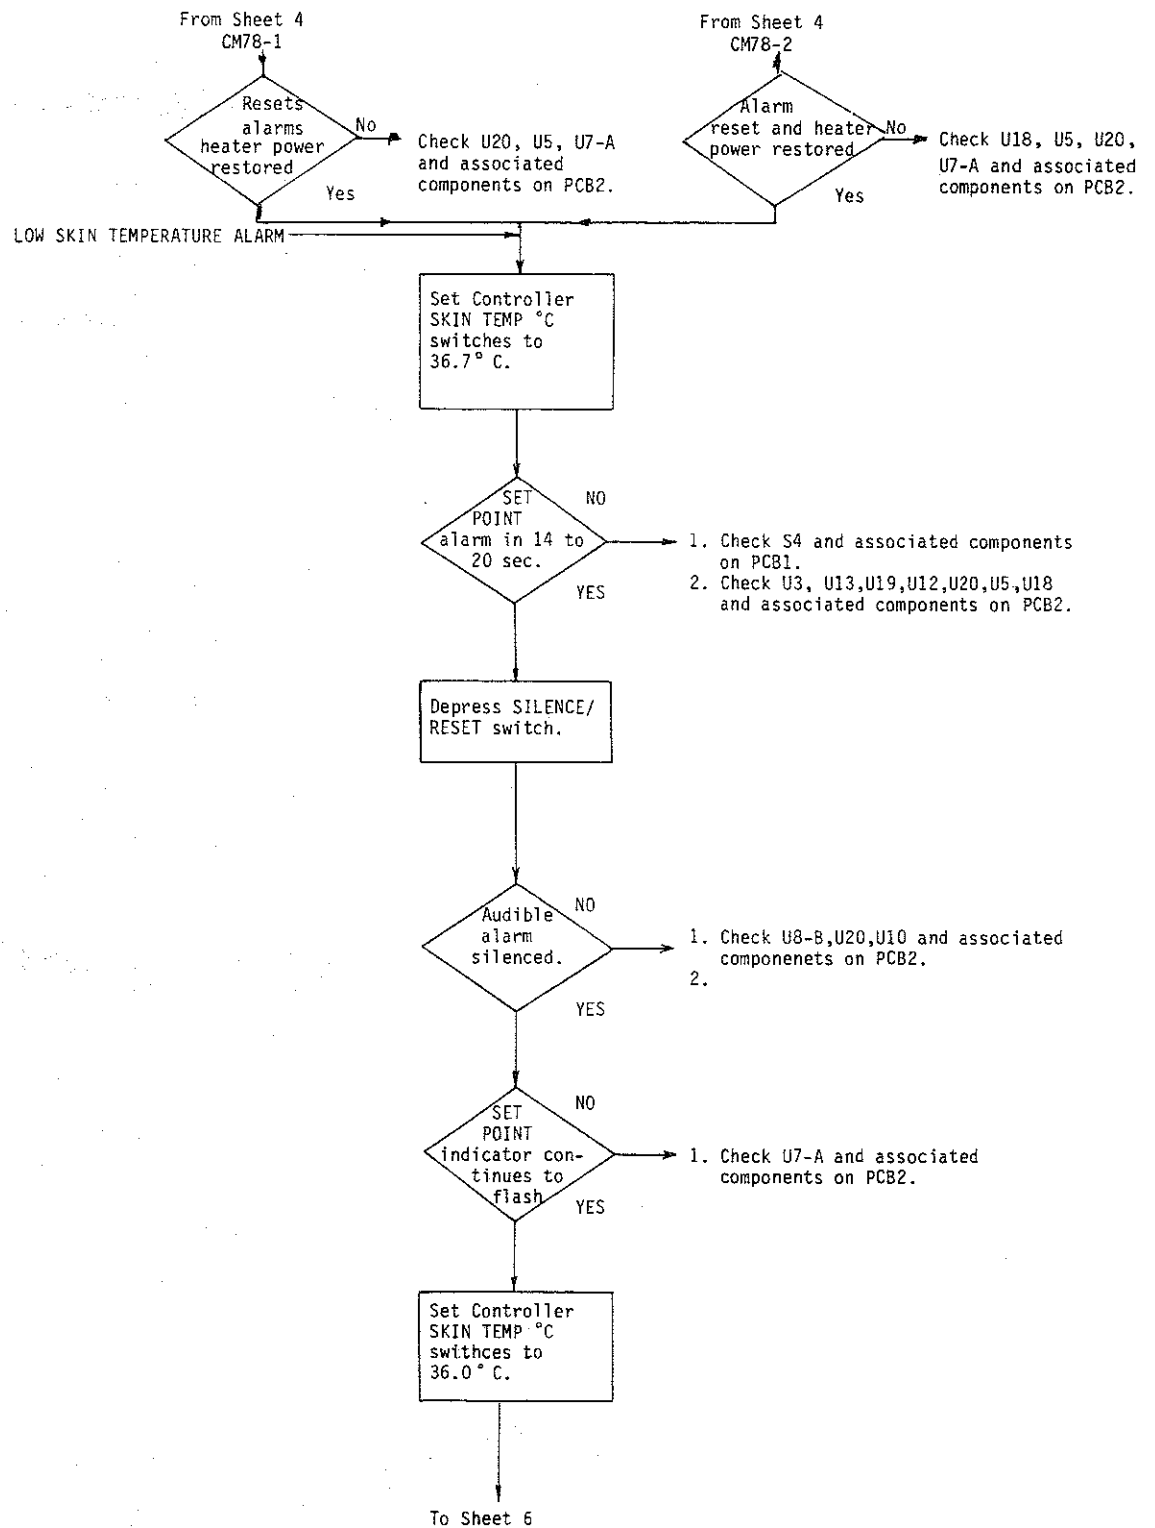 From Sheet 4
CM78-1
From Sheet 4
CM78-2
Resets
alarms
heater power
restored
No
Check U20, U5, U7-A
and associated
components on PCB2.
Yes
Alarm
reset and heater
power restored
No
Check U18, U5, U20,
U7-A and associated
components on PCB2.
Yes
LOW SKIN TEMPERATURE ALARM
Set Controller
SKIN TEMP °C
switches to
36.7° C.
SET
POINT
alarm in 14 to
20 sec.
NO
1. Check S4 and associated components
on PCB1.
2. Check U3, U13,U19,U12,U20,U5,U18
and associated components on PCB2.
YES
Depress SILENCE/
RESET switch.
Audible
alarm
silenced.
NO
1. Check U8-B,U20,U10 and associated
componenets on PCB2.
2.
YES
SET
POINT
indicator con-
tinues to
flash
NO
1. Check U7-A and associated
components on PCB2.
YES
Set Controller
SKIN TEMP °C
swithces to
36.0° C.
To Sheet 6